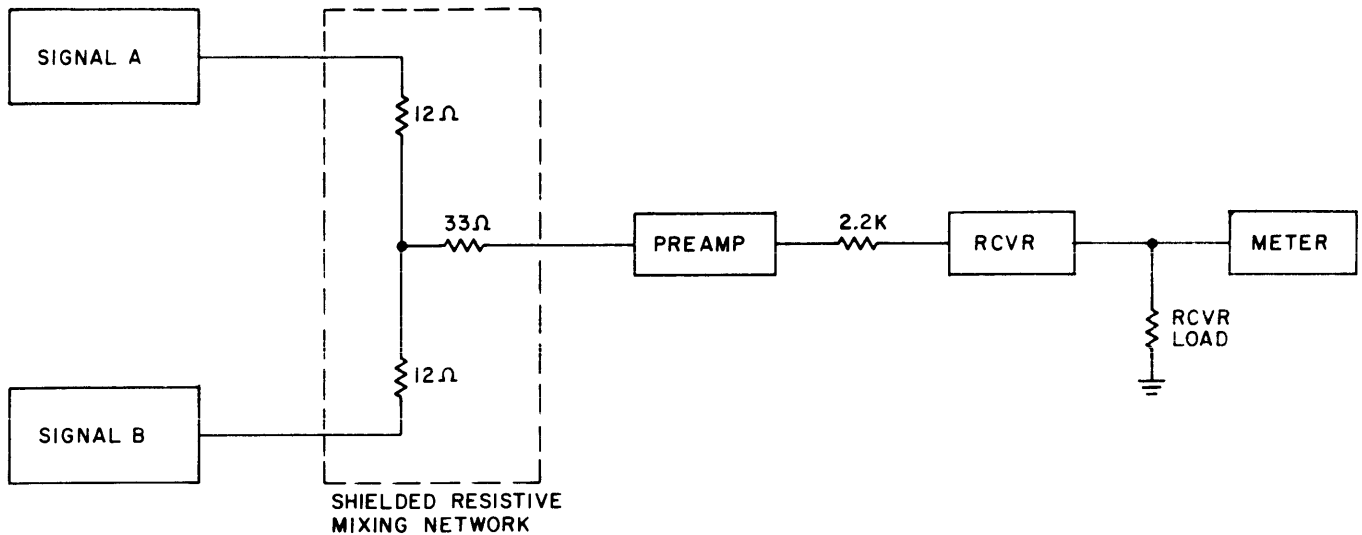 SIGNAL A
12Ω
33Ω
PREAMP
2.2K
RCVR
METER
RCVR
LOAD
12Ω
SIGNAL B
SHIELDED RESISTIVE
MIXING NETWORK